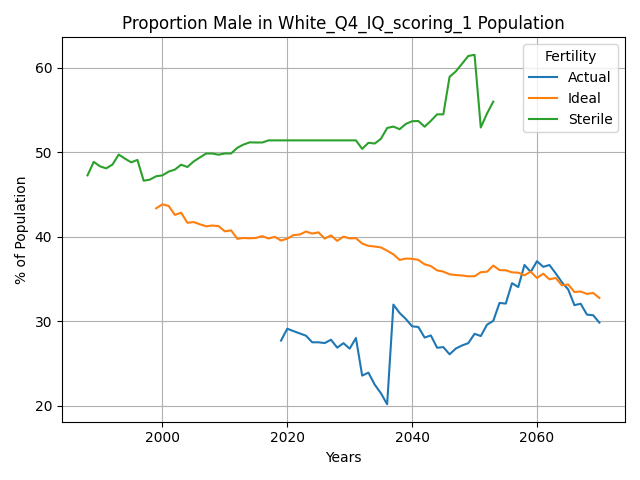 Proportion Male in White_Q4_IQ_scoring_1 Population
Fertility
Actual
Ideal
Sterile
% of Population
60
50
40
30
20
2000
2020
2040
2060
Years